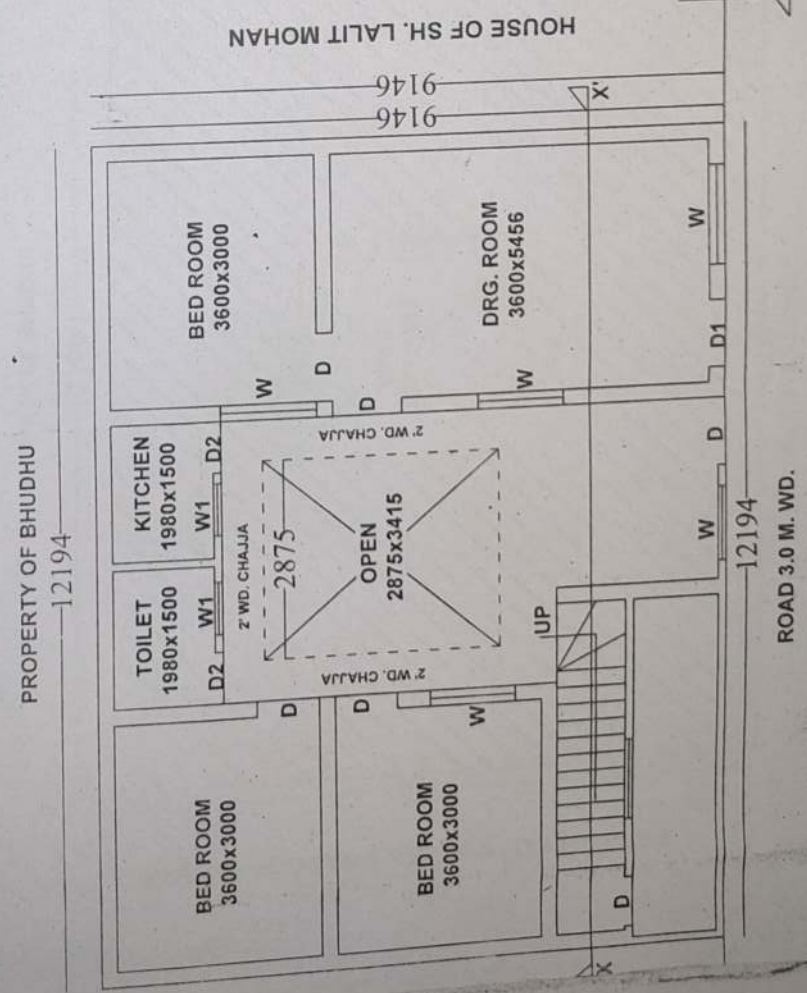 PROPERTY OF BHUDHU
12194
HOUSE OF SH. LALIT MOHAN
9146
9146
BED ROOM
3600x3000
TOILET
1980x1500
KITCHEN
1980x1500
BED ROOM
3600x3000
D2
W1
W1
D2
2' WD. CHAJJA
2875
W
D
D
D
D
2' WD. CHAJJA
2' WD. CHAJJA
OPEN
2875x3415
BED ROOM
3600x3000
W
W
DRG. ROOM
3600x5456
UP
X
X'
D
W
D
D1
W
12194
ROAD 3.0 M. WD.